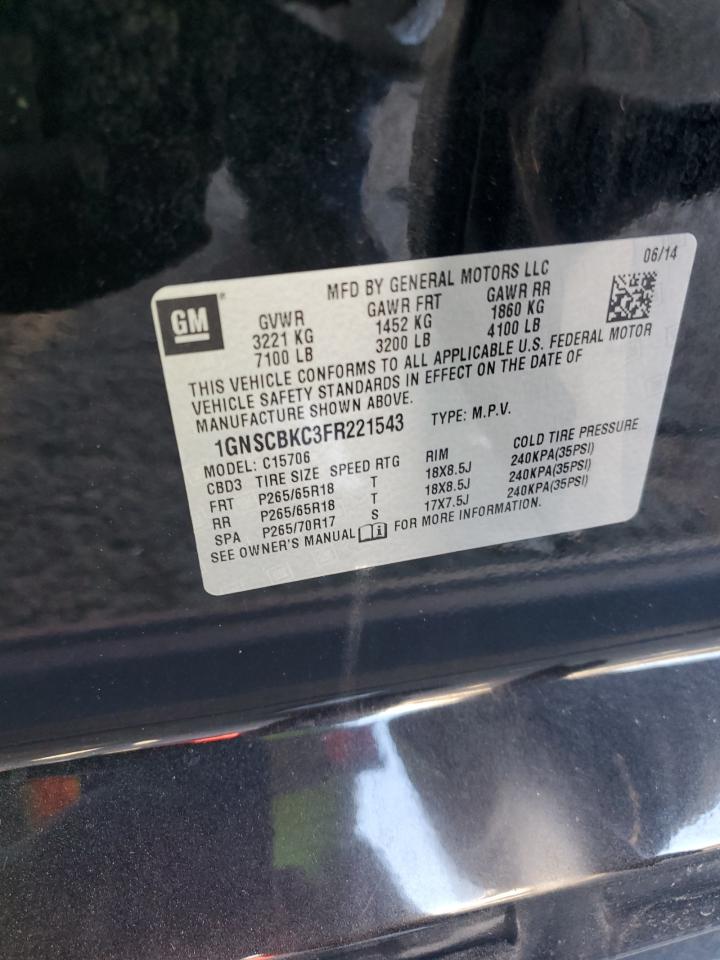 06/14
GM
MFD BY GENERAL MOTORS LLC
GVWR GAWR FRT GAWR RR
3221 KG 1452 KG 1860 KG
7100 LB 3200 LB 4100 LB
THIS VEHICLE CONFORMS TO ALL APPLICABLE U.S. FEDERAL MOTOR
VEHICLE SAFETY STANDARDS IN EFFECT ON THE DATE OF
MANUFACTURE SHOWN ABOVE.
1GNSCBKC3FR221543 TYPE: M.P.V.
MODEL: C15706
CBD3 TIRE SIZE SPEED RTG RIM COLD TIRE PRESSURE
FRT P265/65R18 T 18X8.5J 240KPA(35PSI)
RR P265/65R18 T 18X8.5J 240KPA(35PSI)
SPA P265/70R17 S 17X7.5J 240KPA(35PSI)
SEE OWNER'S MANUAL FOR MORE INFORMATION.